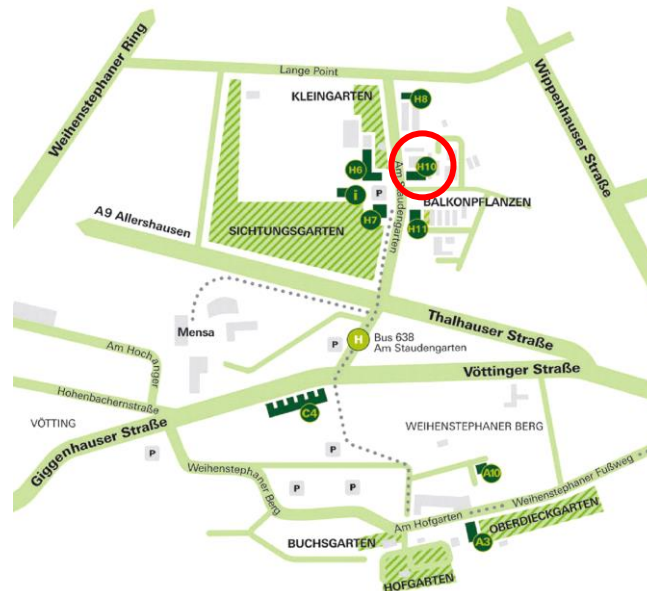 Weihenstephaner Ring
Lange Point
Wippenhauser Straße
KLEINGARTEN
H8
H10
H6
Am Staudengarten
i
P
BALKONPFLANZEN
H7
H11
A9 Allershausen
SICHTUNGSGARTEN
Thalhauser Straße
Mensa
H
Bus 638
Am Staudengarten
P
Am Hochanger
Vöttinger Straße
Hohenbachernstraße
C4
VÖTTING
WEIHENSTEPHANER BERG
Giggenhauser Straße
P
P
Weihenstephaner
Berg
A10
P
P
Weihenstephaner Fußweg
Am Hofgarten
OBERDIECKGARTEN
BUCHSGARTEN
A3
HOFGARTEN